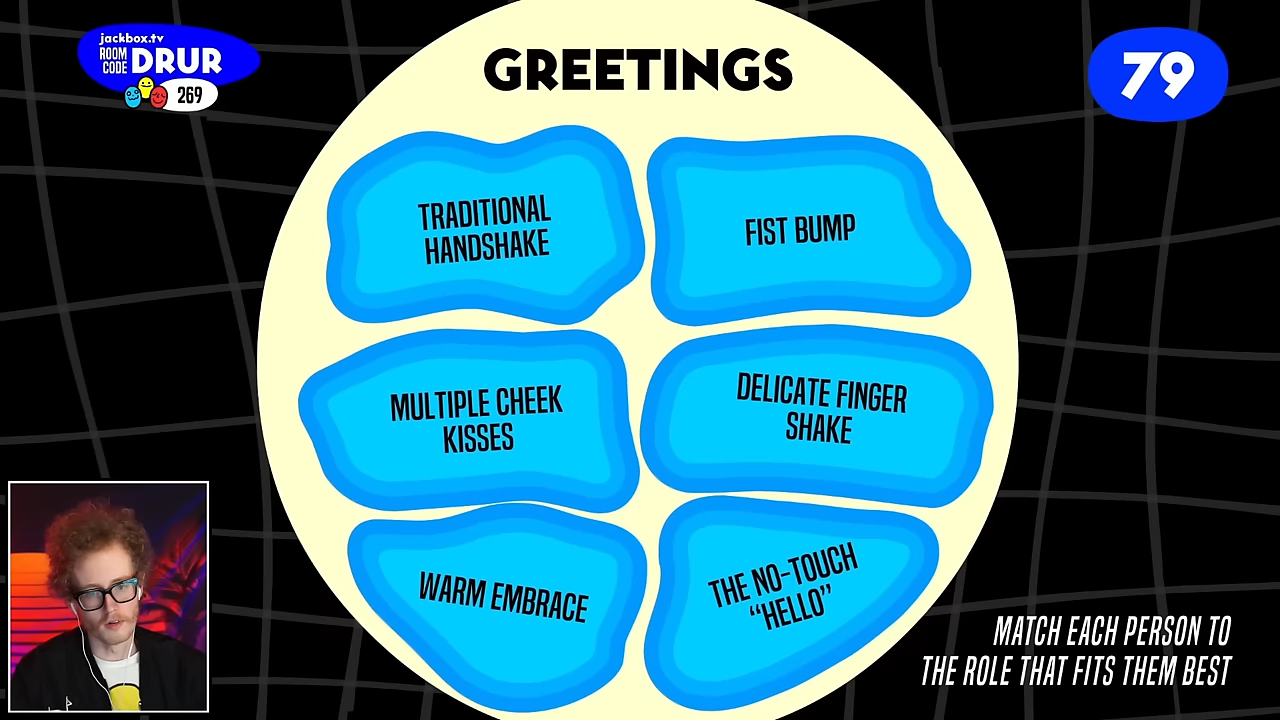 jackbox.tv
ROOM CODE DRUR
269
GREETINGS
79
TRADITIONAL
HANDSHAKE
FIST BUMP
MULTIPLE CHEEK
KISSES
DELICATE FINGER
SHAKE
WARM EMBRACE
THE NO-TOUCH
“HELLO”
MATCH EACH PERSON TO
THE ROLE THAT FITS THEM BEST